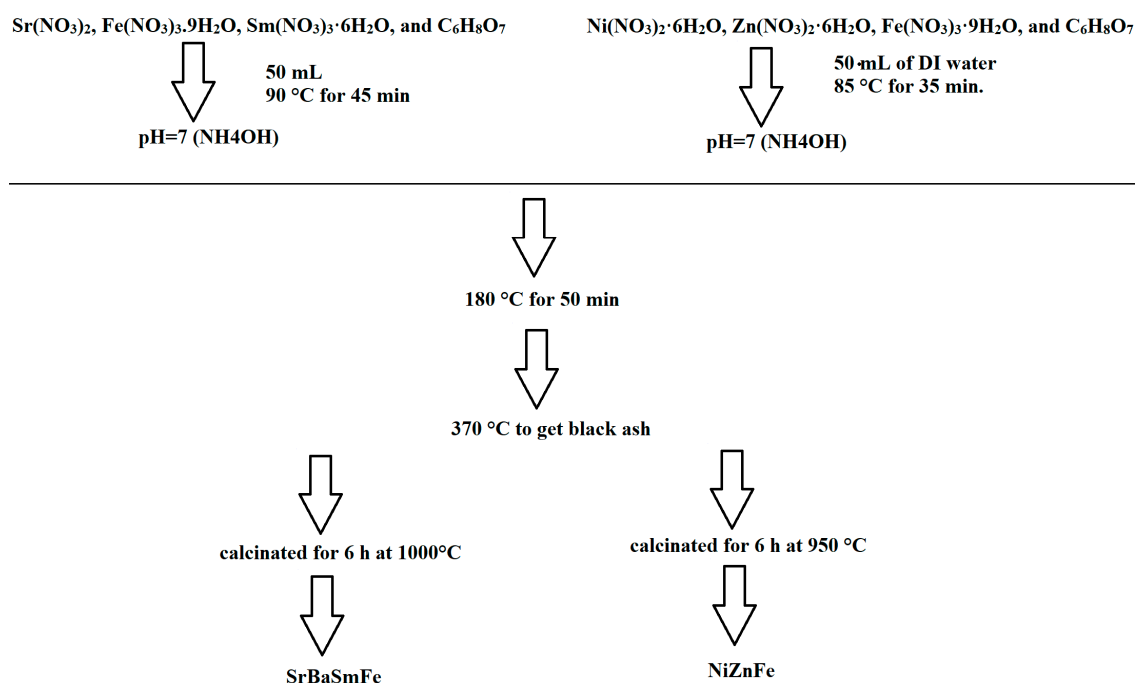 Sr(NO₃)₂, Fe(NO₃)₃.9H₂O, Sm(NO₃)₃·6H₂O, and C₆H₈O₇
50 mL
90 °C for 45 min
pH=7 (NH4OH)
Ni(NO₃)₂·6H₂O, Zn(NO₃)₂·6H₂O, Fe(NO₃)₃·9H₂O, and C₆H₈O₇
50 mL of DI water
85 °C for 35 min.
pH=7 (NH4OH)
180 °C for 50 min
370 °C to get black ash
calcinated for 6 h at 1000°C
SrBaSmFe
calcinated for 6 h at 950 °C
NiZnFe